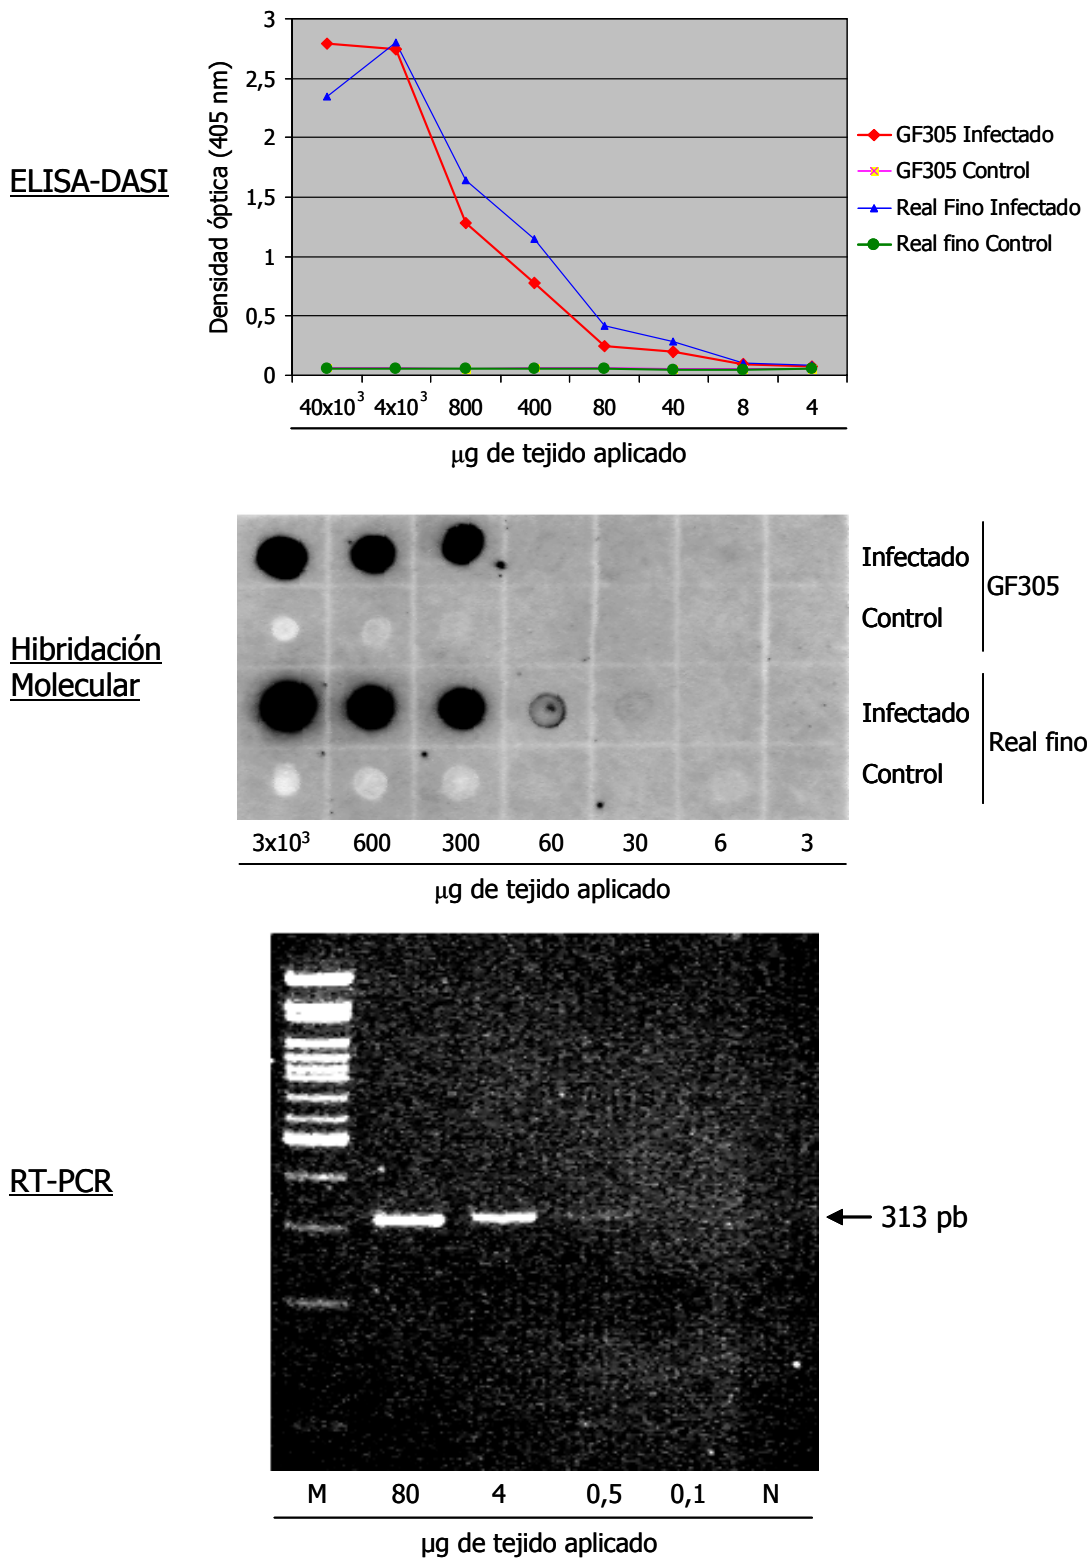 ELISA-DASI
Densidad óptica (405 nm)
3
2,5
2
1,5
1
0,5
0
40x10³ 4x10³ 800 400 80 40 8 4
μg de tejido aplicado
GF305 Infectado
GF305 Control
Real Fino Infectado
Real fino Control
Hibridación
Molecular
Infectado
Control
GF305
Infectado
Control
Real fino
3x10³ 600 300 60 30 6 3
μg de tejido aplicado
RT-PCR
313 pb
M 80 4 0,5 0,1 N
μg de tejido aplicado